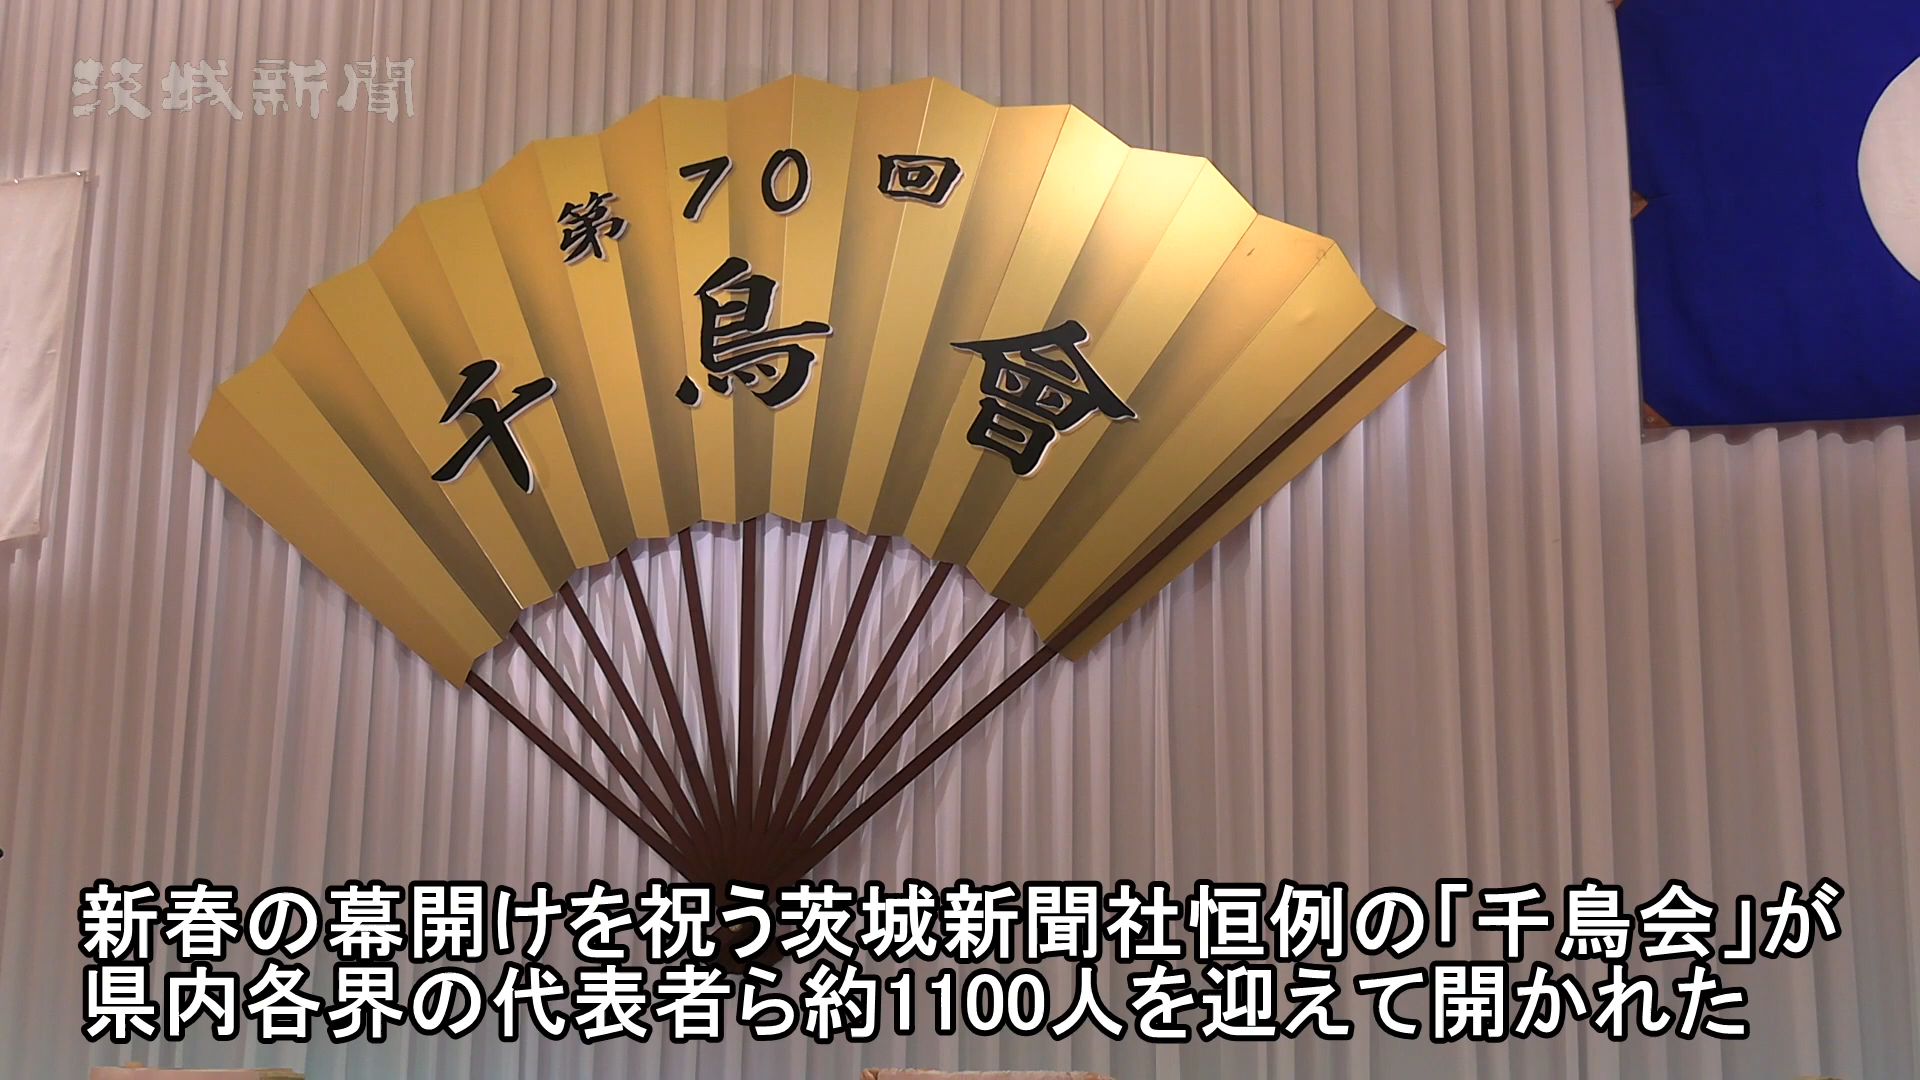 茨城新聞
第70回
千鳥會
新春の幕開けを祝う茨城新聞社恒例の「千鳥会」が
県内各界の代表者ら約1100人を迎えて開かれた